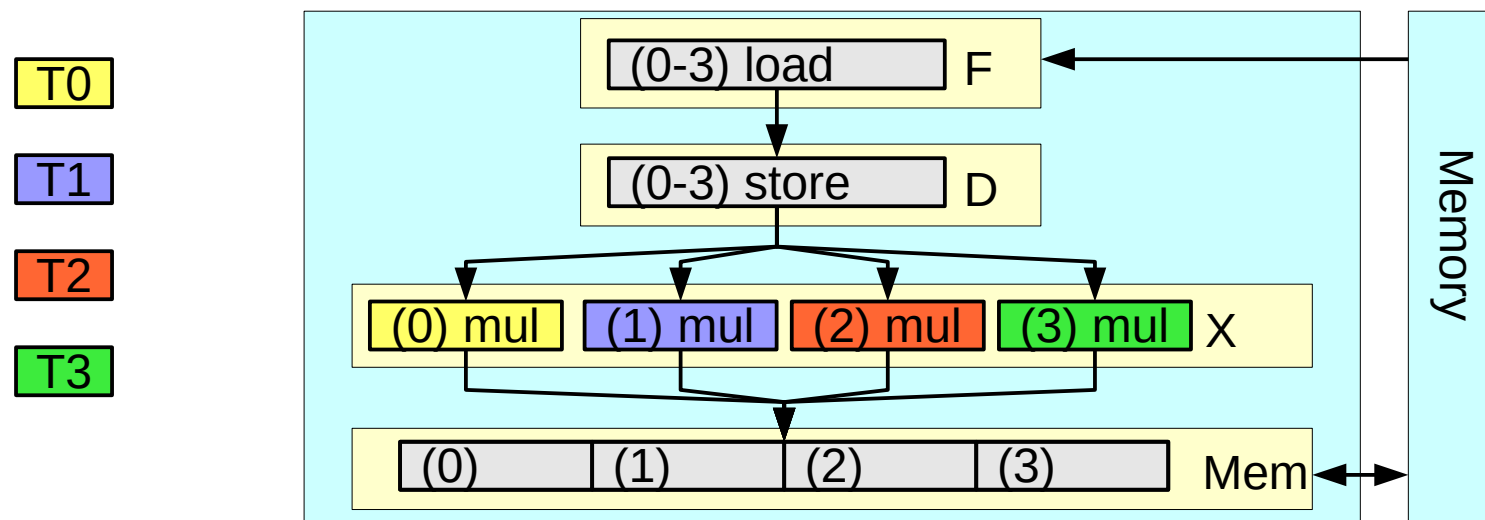 T0
T1
T2
T3
(0-3) load
F
(0-3) store
D
(0) mul
(1) mul
(2) mul
(3) mul
X
(0)
(1)
(2)
(3)
Mem
Memory